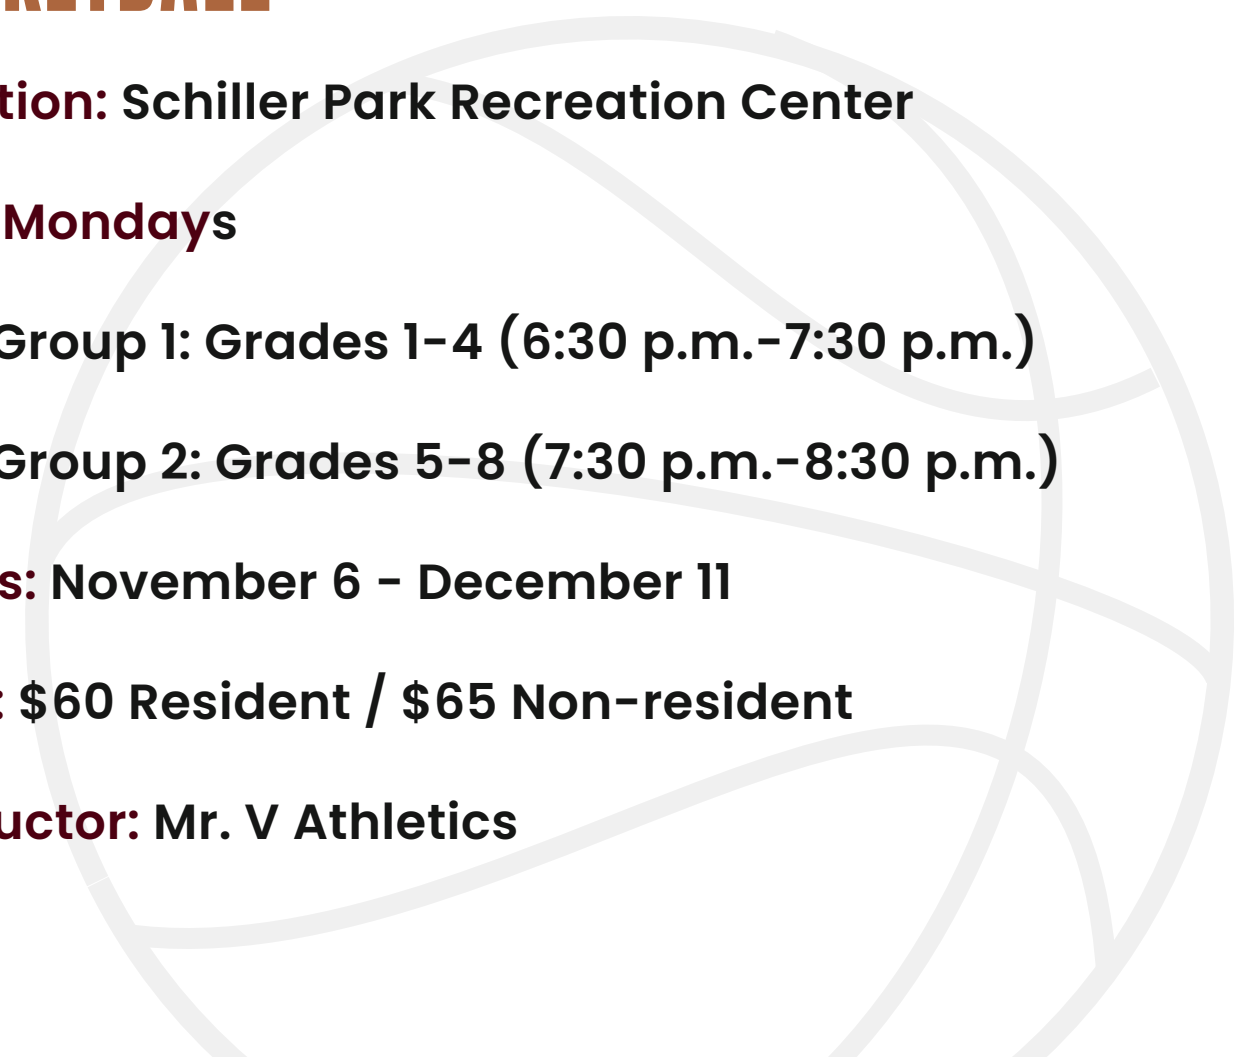 tion: Schiller Park Recreation Center
Mondays
Group 1: Grades 1-4 (6:30 p.m.-7:30 p.m.)
Group 2: Grades 5-8 (7:30 p.m.-8:30 p.m.)
s: November 6 - December 11
: $60 Resident / $65 Non-resident
uctor: Mr. V Athletics